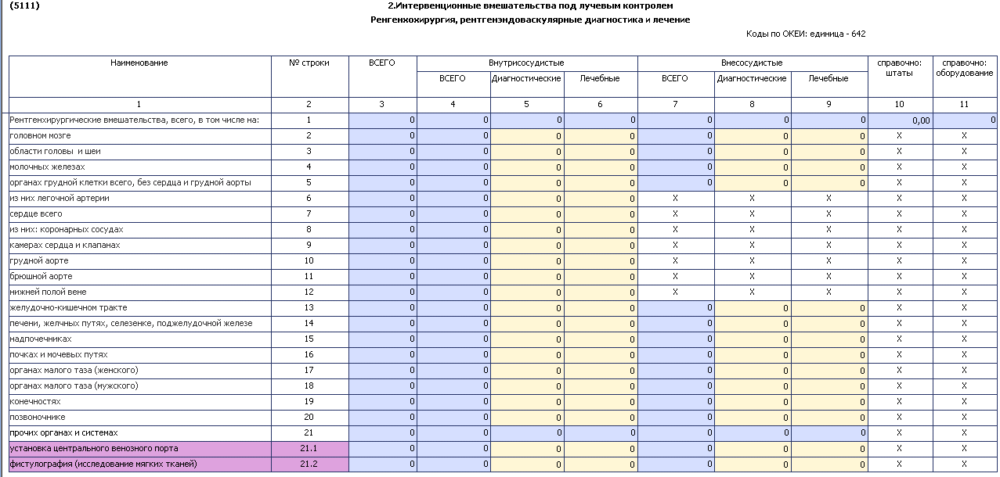 (5111)
2.Интервенционные вмешательства под лучевым контролем
Ренгенхохирургия, рентгенэндоваскулярные диагностика и лечение
Коды по ОКЕИ: единица - 642
Наименование № строки ВСЕГО Внутрисосудистые Внесосудистые справочно: штаты справочно: оборудование
ВСЕГО Диагностические Лечебные ВСЕГО Диагностические Лечебные
1 2 3 4 5 6 7 8 9 10 11
Рентгенхирургические вмешательства, всего, в том числе на: 1 0 0 0 0 0 0 0 0,00 0
головном мозге 2 0 0 0 0 0 0 0 X X
области головы и шеи 3 0 0 0 0 0 0 0 X X
молочных железах 4 0 0 0 0 0 0 0 X X
органах грудной клетки всего, без сердца и грудной аорты 5 0 0 0 0 0 0 0 X X
из них легочной артерии 6 0 0 0 0 X X X X X
сердце всего 7 0 0 0 0 X X X X X
из них: коронарных сосудах 8 0 0 0 0 X X X X X
камерах сердца и клапанах 9 0 0 0 0 X X X X X
грудной аорте 10 0 0 0 0 X X X X X
брюшной аорте 11 0 0 0 0 X X X X X
нижней полой вене 12 0 0 0 0 X X X X X
желудочно-кишечном тракте 13 0 0 0 0 0 0 0 X X
печени, желчных путях, селезенке, поджелудочной железе 14 0 0 0 0 0 0 0 X X
надпочечниках 15 0 0 0 0 0 0 0 X X
почках и мочевых путях 16 0 0 0 0 0 0 0 X X
органах малого таза (женского) 17 0 0 0 0 0 0 0 X X
органах малого таза (мужского) 18 0 0 0 0 0 0 0 X X
конечностях 19 0 0 0 0 0 0 0 X X
позвоночнике 20 0 0 0 0 0 0 0 X X
прочих органах и системах 21 0 0 0 0 0 0 0 X X
установка центрального венозного порта 21.1 0 0 0 0 0 0 0 X X
фистулография (исследование мягких тканей) 21.2 0 0 0 0 0 0 0 X X